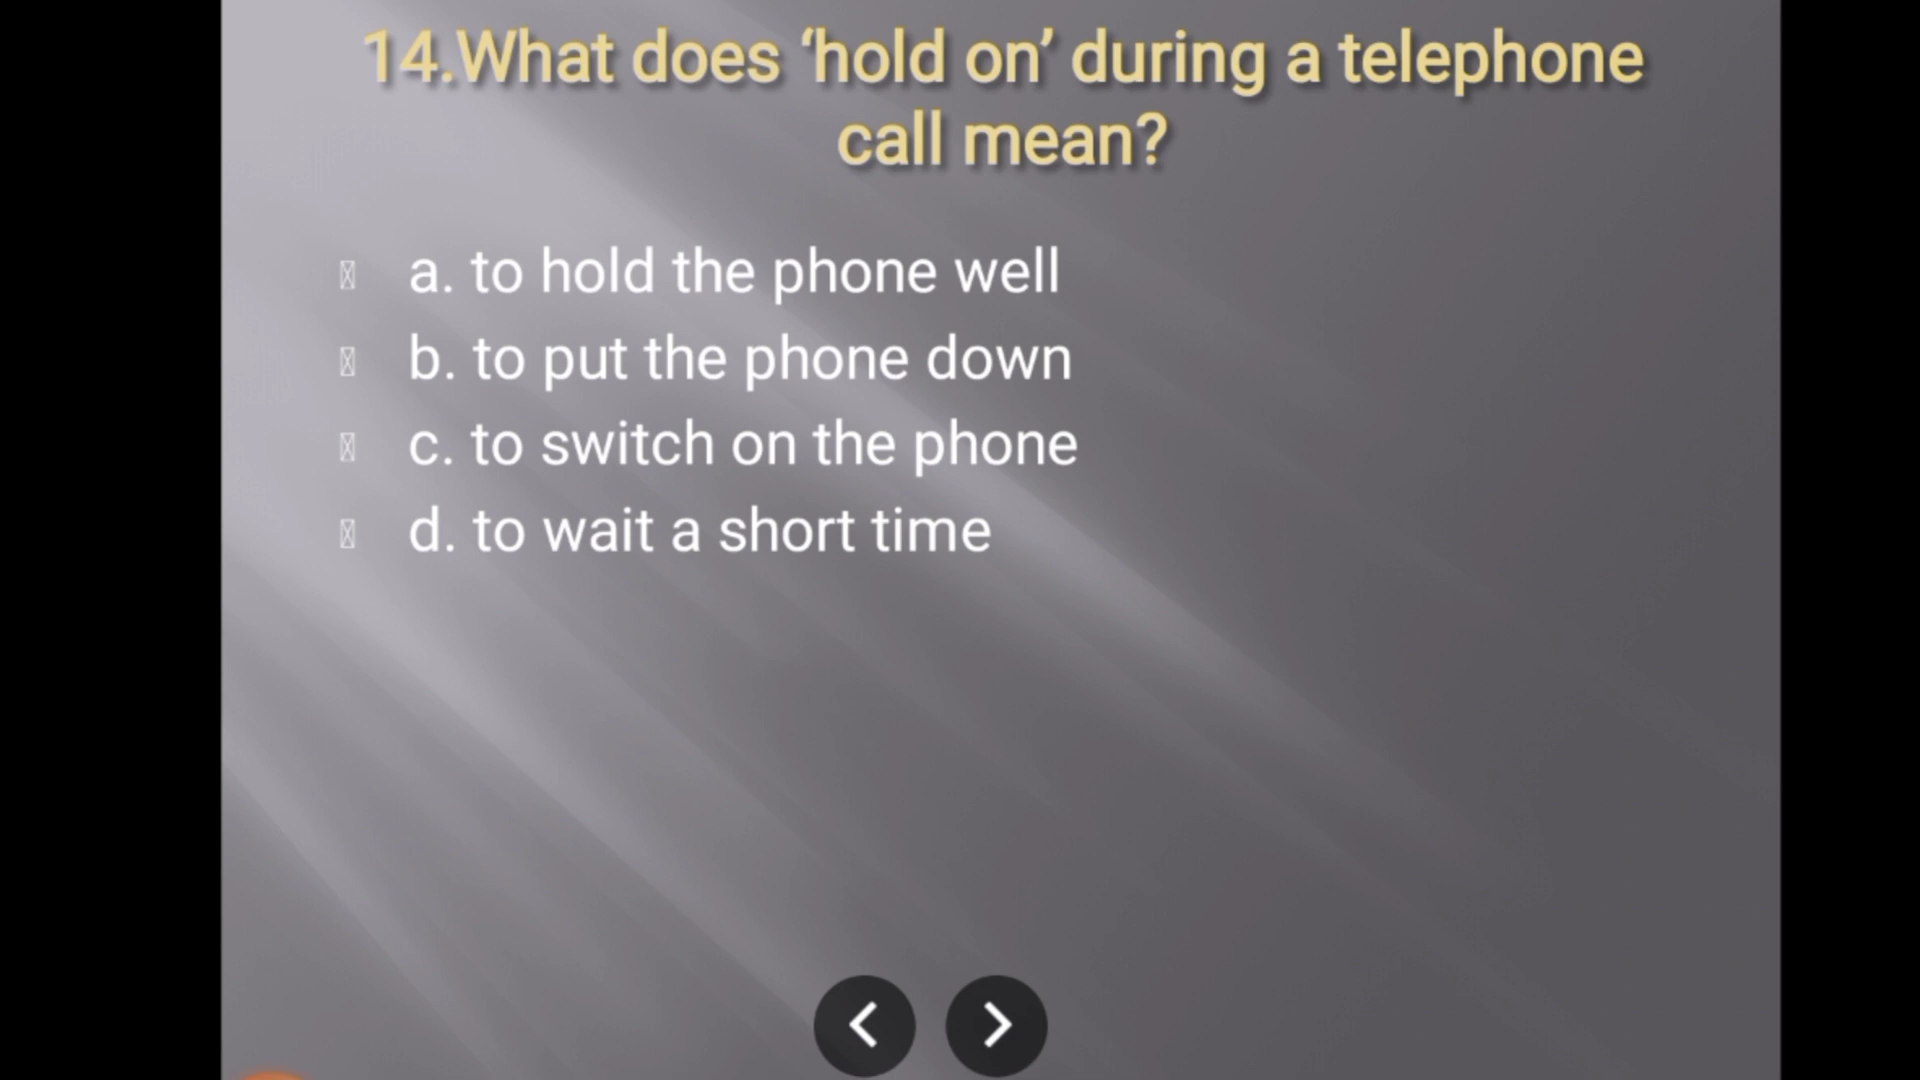 14.What does ‘hold on’ during a telephone
call mean?
a. to hold the phone well
b. to put the phone down
c. to switch on the phone
d. to wait a short time